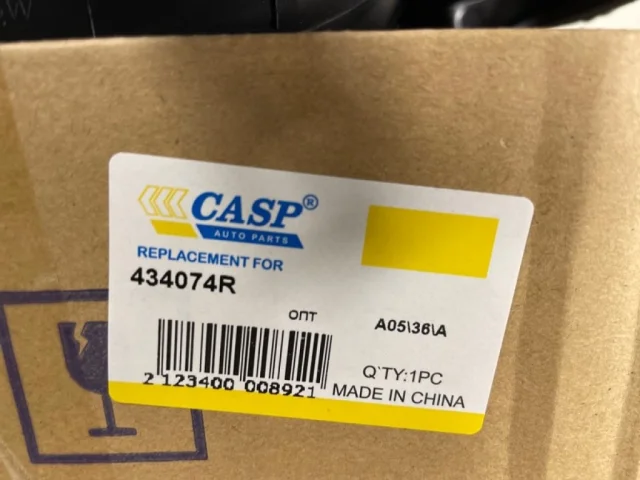 CASP®
AUTO PARTS
REPLACEMENT FOR
434074R
ОПТ
A05\36\A
2 123400 008921
Q`TY:1PC
MADE IN CHINA